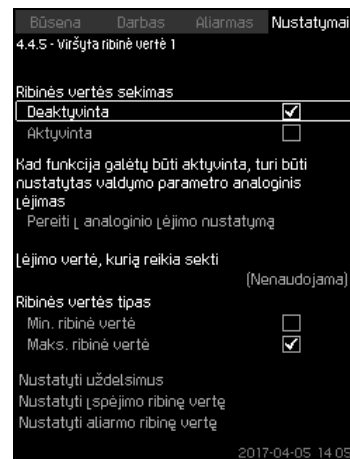 Būsena Darbas Aliarmas Nustatymai
4.4.5 - Viršyta ribinė vertė 1
Ribinės vertės sekimas
Deaktyvinta
Aktyvinta
Kad funkcija galėtų būti aktyvinta, turi būti
nustatytas valdymo parametro analoginis
įėjimas
Pereiti į analoginio įėjimo nustatymą
Įėjimo vertė, kurią reikia sekti
(Nenaudojama)
Ribinės vertės tipas
Min. ribinė vertė
Maks. ribinė vertė
Nustatyti uždelsimus
Nustatyti įspėjimo ribinę vertę
Nustatyti aliarmo ribinę vertę
2017-04-05 14:05